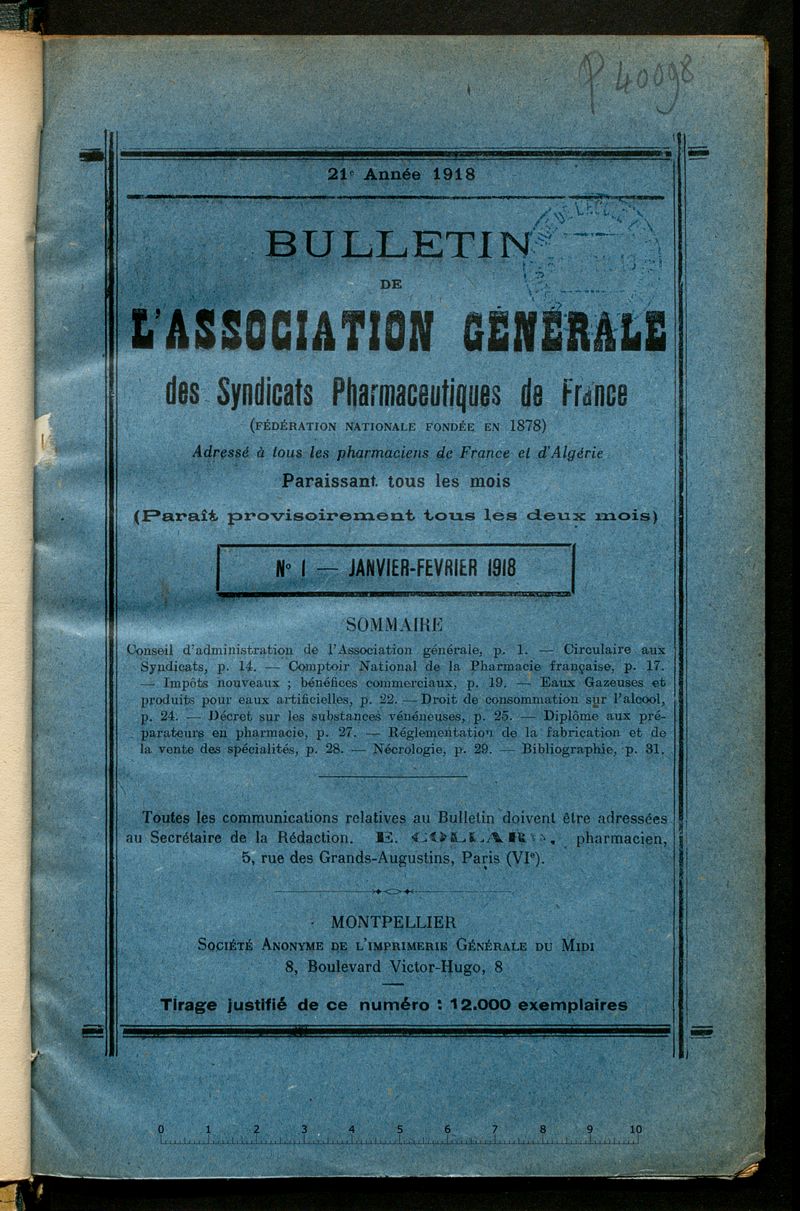 P 40098
21e Année 1918
BULLETIN
DE
L'ASSOCIATION GÉNÉRALE
des Syndicats Pharmaceutiques de France
(FÉDÉRATION NATIONALE FONDÉE EN 1878)
Adressé à tous les pharmaciens de France et d'Algérie
Paraissant tous les mois
(Paraît provisoirement tous les deux mois)
N° 1 — JANVIER-FEVRIER 1918
SOMMAIRE
Conseil d'administration de l'Association générale, p. 1. — Circulaire aux
Syndicats, p. 14. — Comptoir National de la Pharmacie française, p. 17.
— Impôts nouveaux ; bénéfices commerciaux, p. 19. — Eaux Gazeuses et
produits pour eaux artificielles, p. 22. — Droit de consommation sur l'alcool,
p. 24. — Décret sur les substances vénéneuses, p. 25. — Diplôme aux pré-
parateurs en pharmacie, p. 27. — Réglementation de la fabrication et de
la vente des spécialités, p. 28. — Nécrologie, p. 29. — Bibliographie, p. 31.
Toutes les communications relatives au Bulletin doivent être adressées
au Secrétaire de la Rédaction. E. pharmacien,
5, rue des Grands-Augustins, Paris (VIe).
MONTPELLIER
SOCIÉTÉ ANONYME DE L'IMPRIMERIE GÉNÉRALE DU MIDI
8, Boulevard Victor-Hugo, 8
Tirage justifié de ce numéro : 12.000 exemplaires
0 1 2 3 4 5 6 7 8 9 10